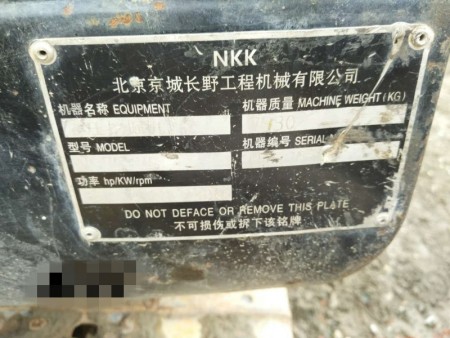 NKK
北京京城长野工程机械有限公司
机器名称 EQUIPMENT 机器质量 MACHINE WEIGHT (KG)
型号 MODEL 机器编号 SERIAL
功率 hp/KW/rpm
DO NOT DEFACE OR REMOVE THIS PLATE
不可损伤或拆下该铭牌